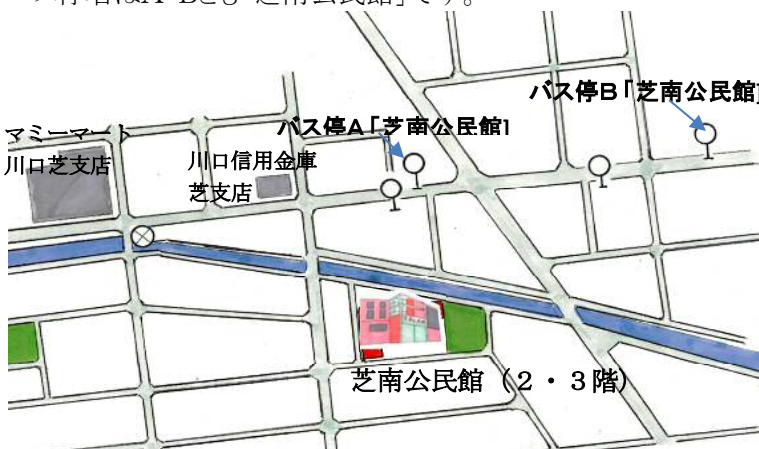 バス停B「芝南公民館」
バス停A「芝南公民館」
マミーマート
川口芝支店
川口信用金庫
芝支店
芝南公民館（2・3階）